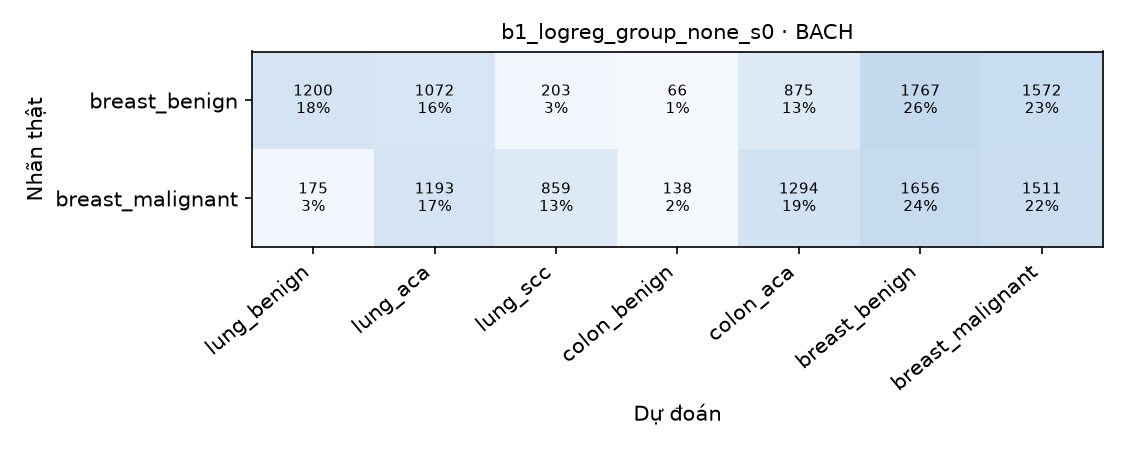 b1_logreg_group_none_s0 · BACH
Nhãn thật
breast_benign
1200 1072 203 66 875 1767 1572
18% 16% 3% 1% 13% 26% 23%
breast_malignant
175 1193 859 138 1294 1656 1511
3% 17% 13% 2% 19% 24% 22%
lung_benign
lung_aca
lung_scc
colon_benign
colon_aca
breast_benign
breast_malignant
Dự đoán